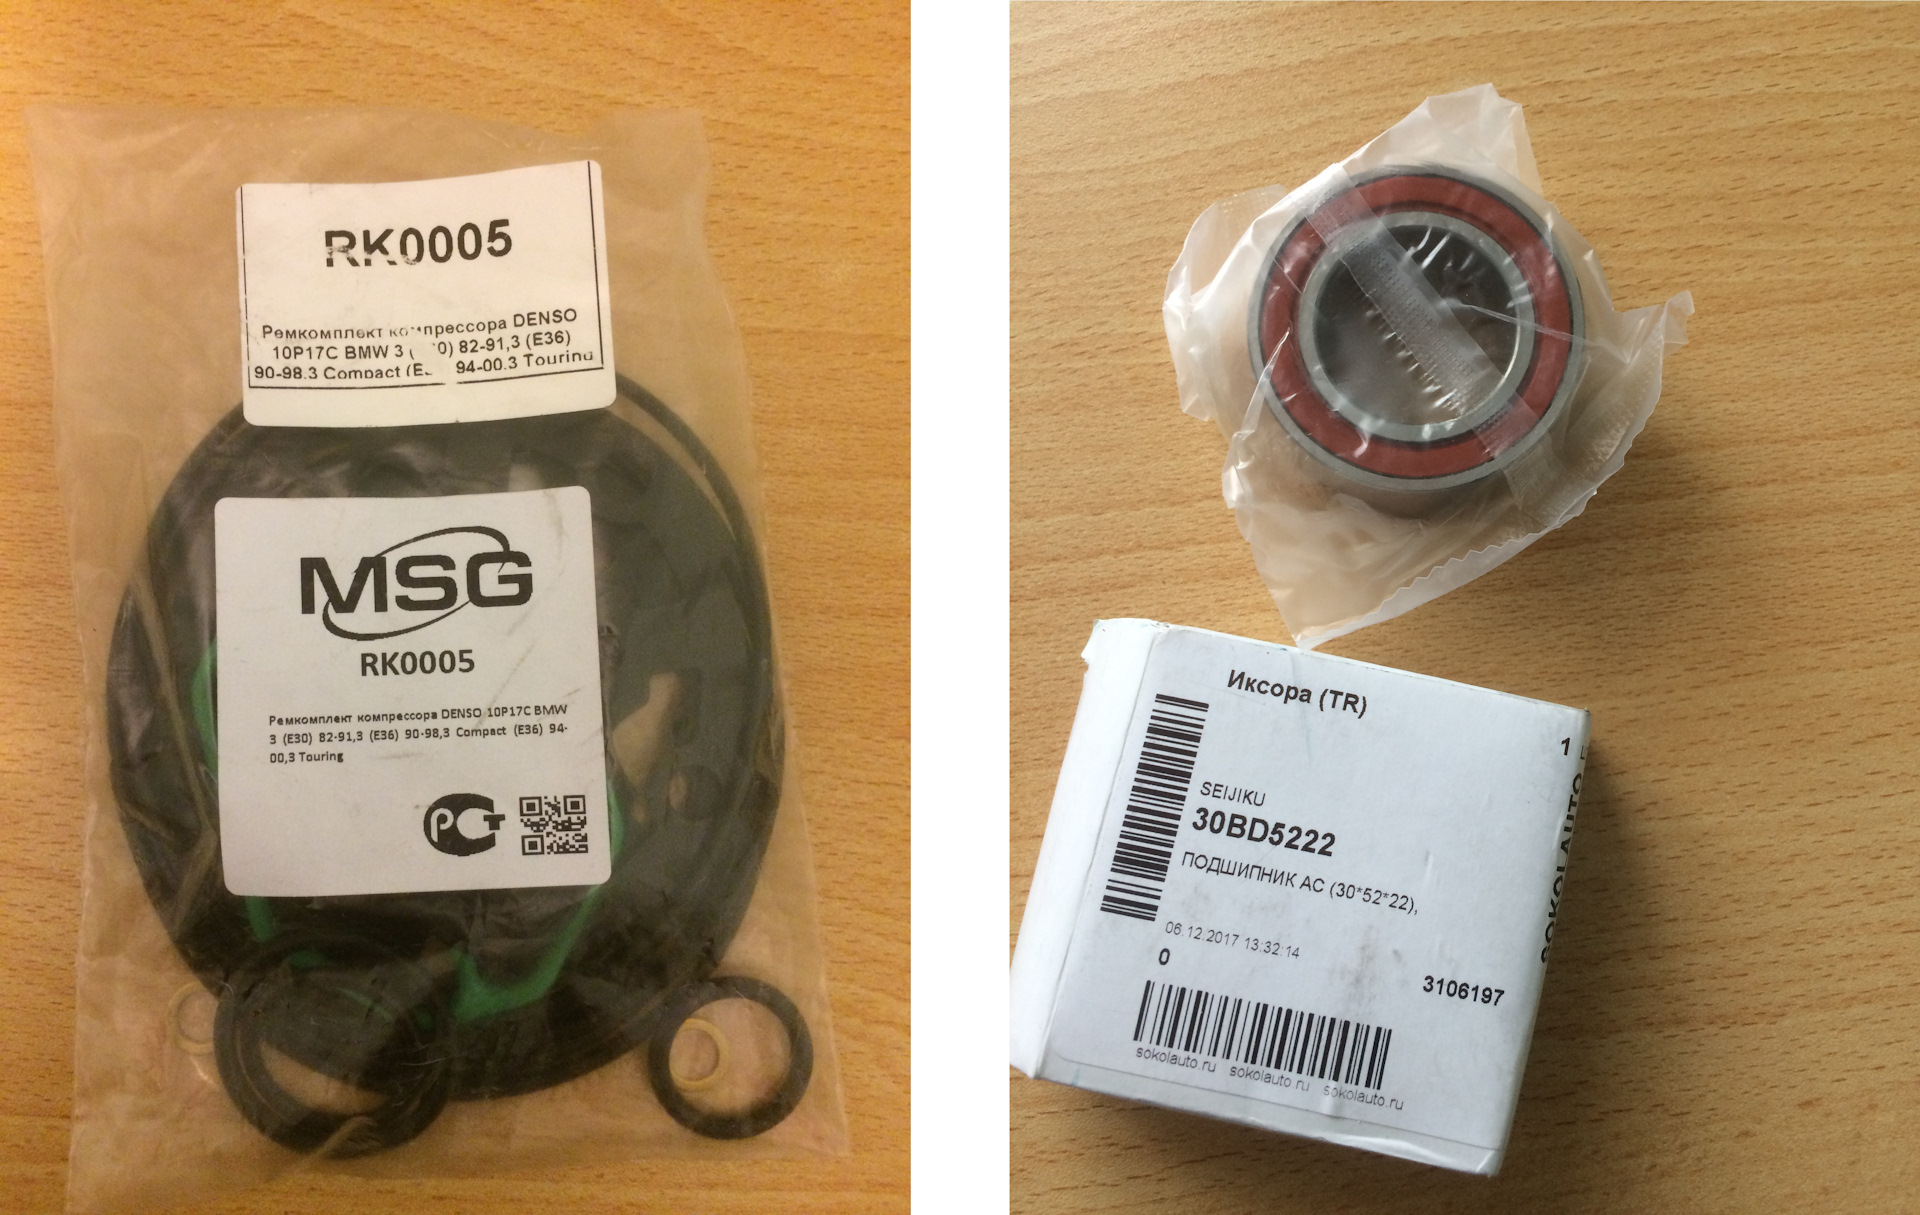 RK0005
Ремкомплект компрессора DENSO
10P17C BMW 3 0) 82-91,3 (E36)
90-98,3 Compact (E 94-00,3 Touring
MSG
RK0005
Ремкомплект компрессора DENSO 10P17C BMW
3 (E30) 82-91,3 (E36) 90-98,3 Compact (E36) 94-
00,3 Touring
РСТ
Иксора (TR)
1
SEIJIKU
30BD5222
ПОДШИПНИК AC (30*52*22),
06.12.2017 13:32:14
0
3106197
sokolauto.ru sokolauto.ru sokolauto.ru
SOKOLAUTO